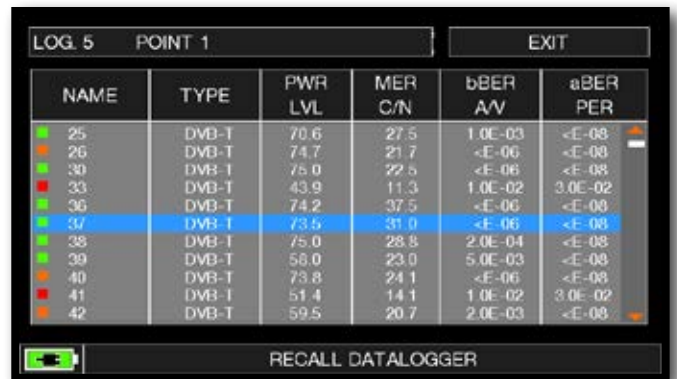 LOG. 5 POINT 1 EXIT
NAME TYPE PWR LVL MER C/N bBER A/V aBER PER
25 DVB-T 70.6 27.5 1.0E-03 <E-08
26 DVB-T 74.7 21.7 <E-06 <E-08
30 DVB-T 75.0 22.5 <E-06 <E-08
33 DVB-T 43.9 11.3 1.0E-02 3.0E-02
36 DVB-T 74.2 37.5 <E-06 <E-08
37 DVB-T 73.5 31.0 <E-06 <E-08
38 DVB-T 75.0 28.8 2.0E-04 <E-08
39 DVB-T 58.0 23.0 5.0E-03 <E-08
40 DVB-T 73.8 24.1 <E-06 <E-08
41 DVB-T 51.4 14.1 1.0E-02 3.0E-02
42 DVB-T 59.5 20.7 2.0E-03 <E-08
RECALL DATALOGGER